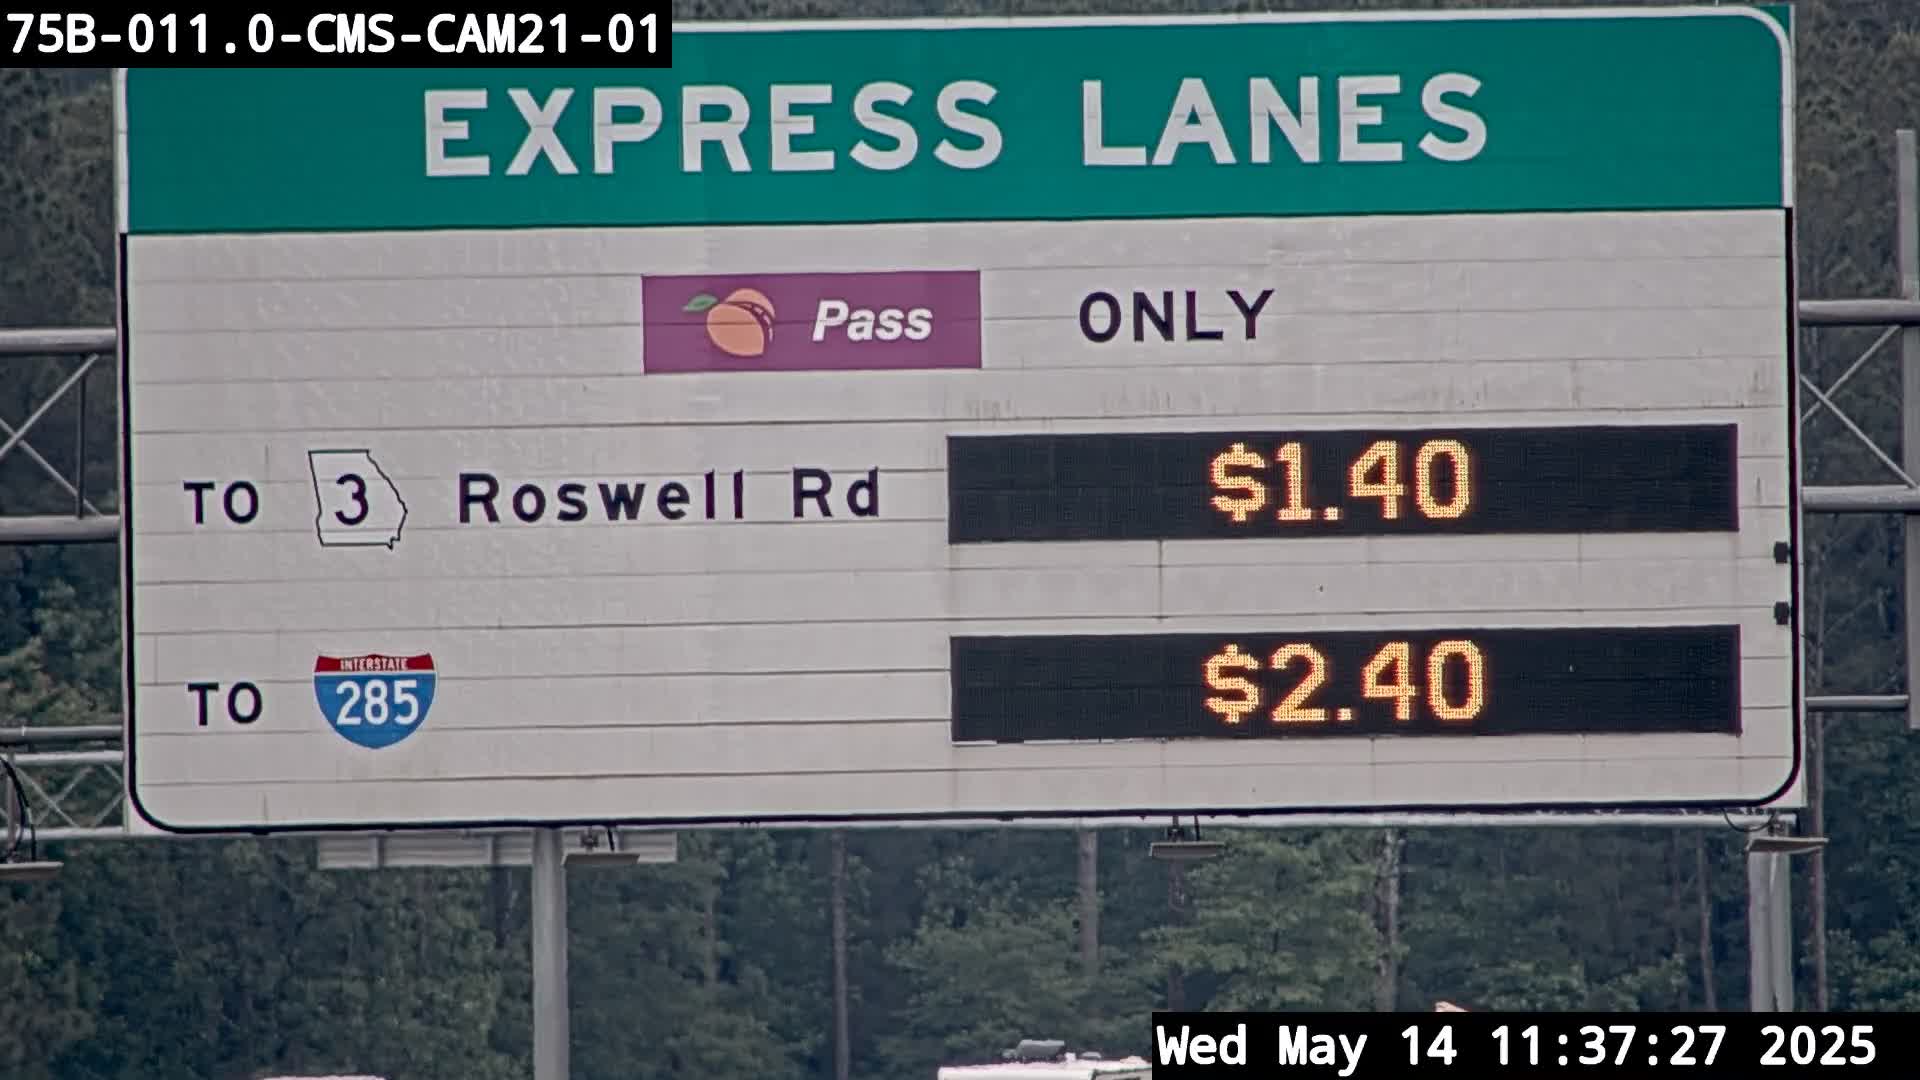 75B-011.0-CMS-CAM21-01
EXPRESS LANES
Pass ONLY
TO 3 Roswell Rd $1.40
INTERSTATE
TO 285 $2.40
Wed May 14 11:37:27 2025